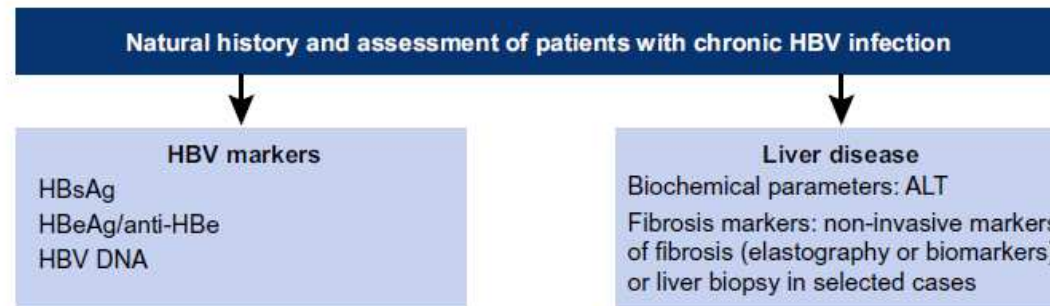 Natural history and assessment of patients with chronic HBV infection
HBV markers
HBsAg
HBeAg/anti-HBe
HBV DNA
Liver disease
Biochemical parameters: ALT
Fibrosis markers: non-invasive markers
of fibrosis (elastography or biomarkers)
or liver biopsy in selected cases